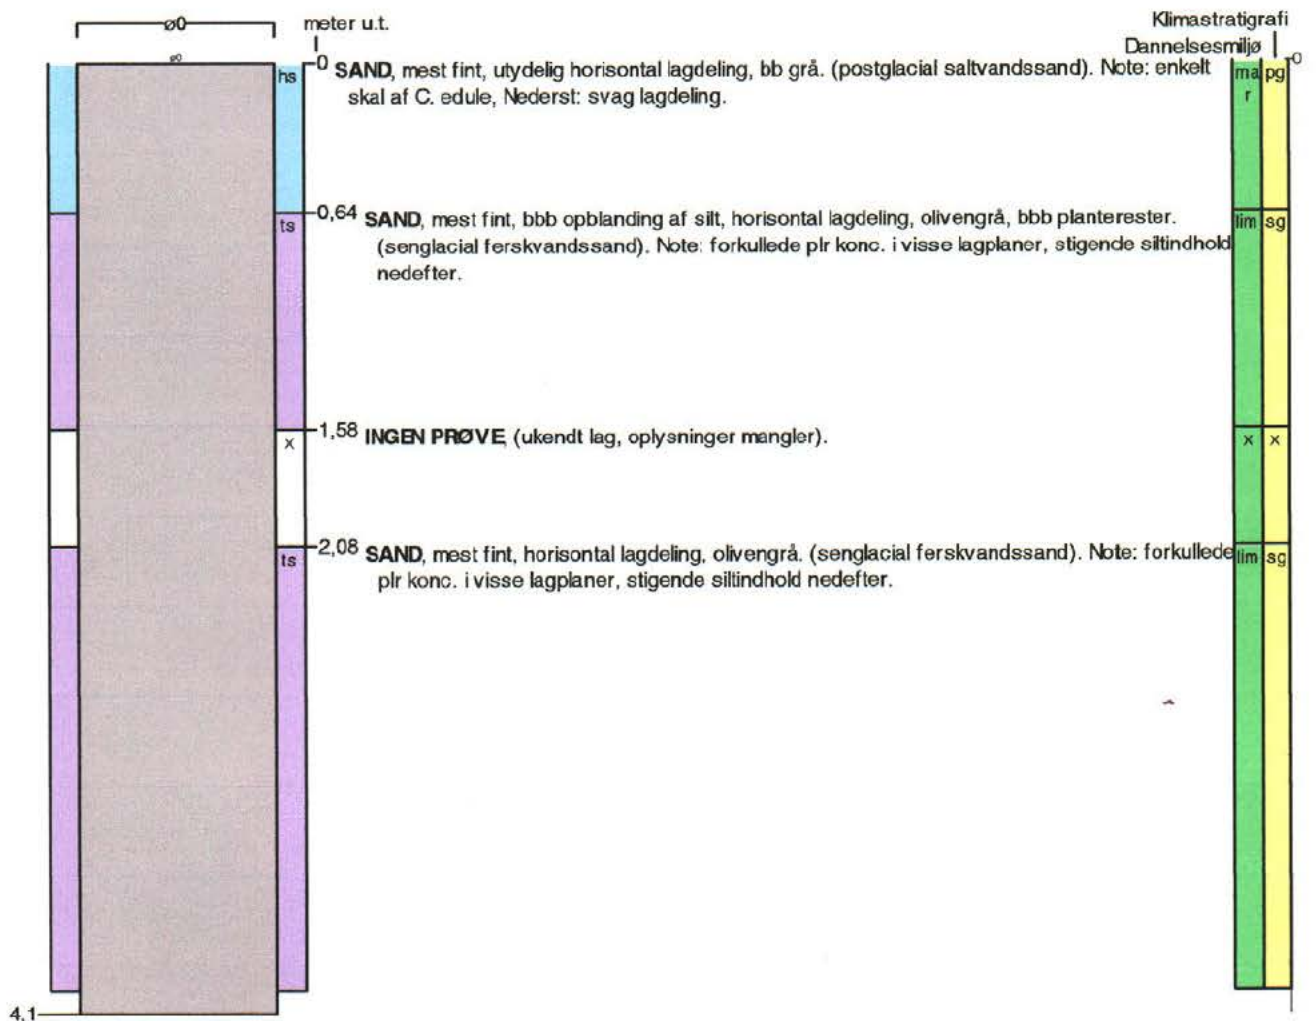 ø0
meter u.t.
Klimastratigrafi
Dannelsesmiljø
ø0
hs
0
SAND, mest fint, utydelig horisontal lagdeling, bb grå. (postglacial saltvandssand). Note: enkelt
skal af C. edule, Nederst: svag lagdeling.
ma
r
pg
0
ts
0,64
SAND, mest fint, bbb opblanding af silt, horisontal lagdeling, olivengrå, bbb planterester.
(senglacial ferskvandssand). Note: forkullede plr konc. i visse lagplaner, stigende siltindhold
nedefter.
lim
sg
x
1,58
INGEN PRØVE, (ukendt lag, oplysninger mangler).
x
x
ts
2,08
SAND, mest fint, horisontal lagdeling, olivengrå. (senglacial ferskvandssand). Note: forkullede
plr konc. i visse lagplaner, stigende siltindhold nedefter.
lim
sg
4,1